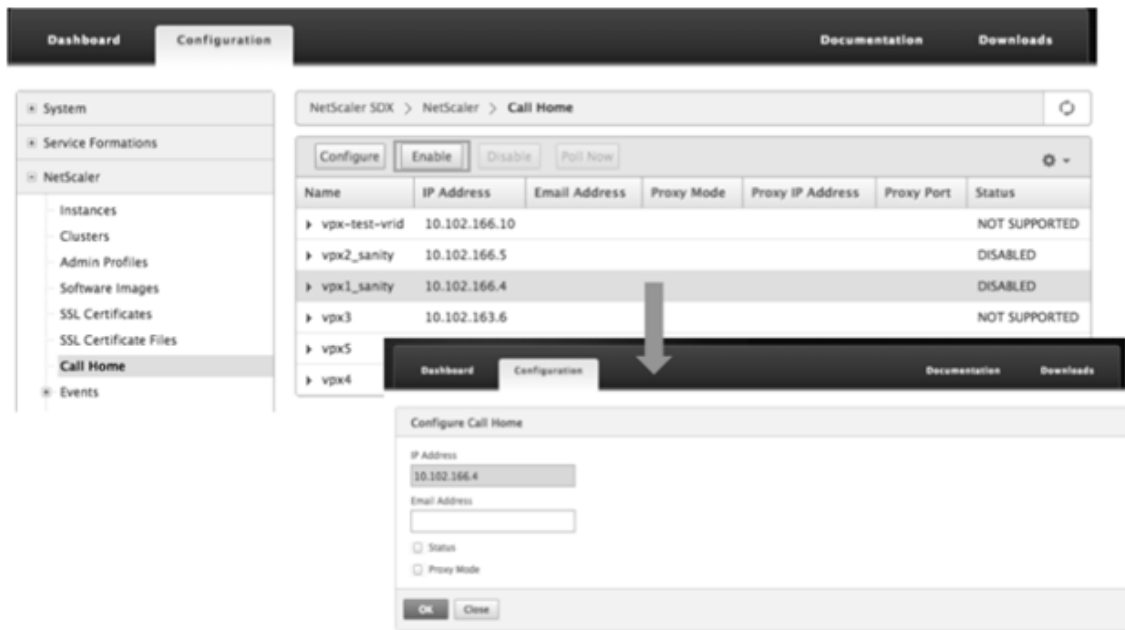 Dashboard Configuration Documentation Downloads
System
Service Formations
NetScaler
Instances
Clusters
Admin Profiles
Software Images
SSL Certificates
SSL Certificate Files
Call Home
Events
NetScaler SDX > NetScaler > Call Home
Configure Enable Disable Poll Now
Name IP Address Email Address Proxy Mode Proxy IP Address Proxy Port Status
vpx-test-vrid 10.102.166.10 NOT SUPPORTED
vpx2_sanity 10.102.166.5 DISABLED
vpx1_sanity 10.102.166.4 DISABLED
vpx3 10.102.163.6 NOT SUPPORTED
vpx5
vpx4
Dashboard Configuration Documentation Downloads
Configure Call Home
IP Address
10.102.166.4
Email Address
Status
Proxy Mode
OK Close